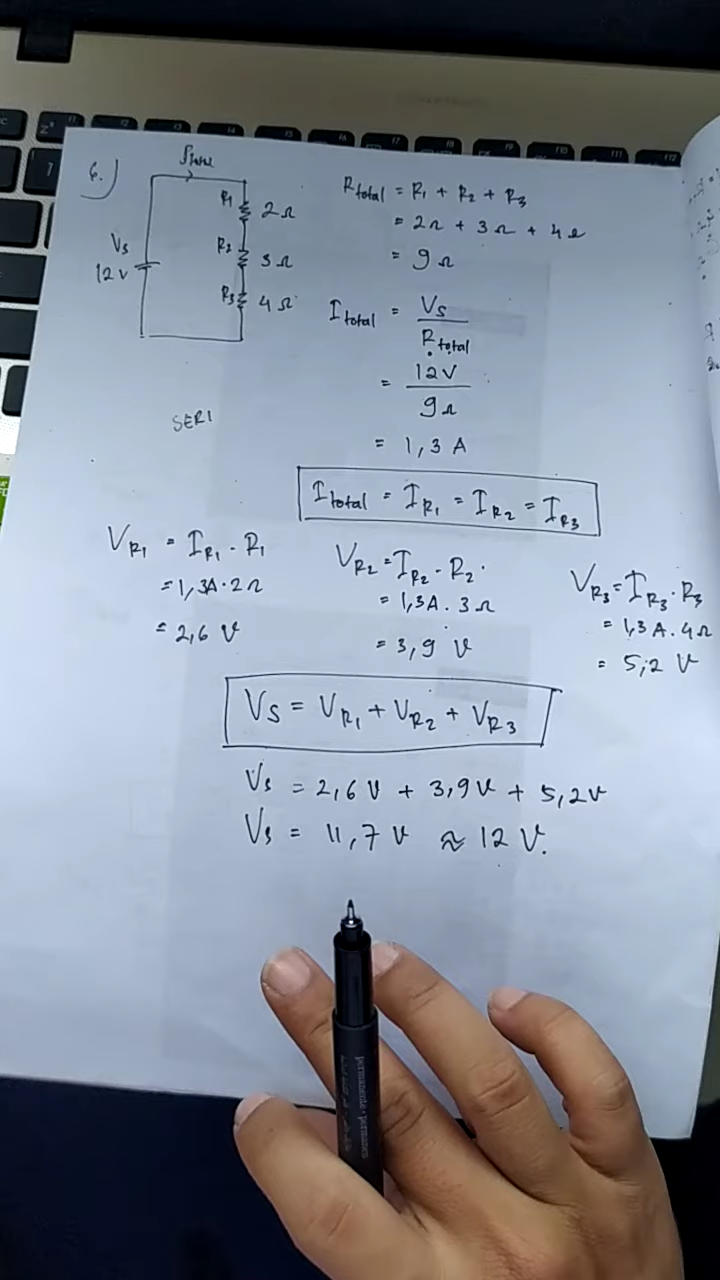 6.)
R1 2Ω
Vs
12V
R2 3Ω
R3 4Ω
SERI
Rtotal = R1 + R2 + R3
= 2Ω + 3Ω + 4Ω
= 9Ω
Itotal = Vs / Rtotal
= 12V / 9Ω
= 1,3 A
Itotal = IR1 = IR2 = IR3
VR1 = IR1 . R1
= 1,3A . 2Ω
= 2,6 V
VR2 = IR2 . R2
= 1,3A . 3Ω
= 3,9 V
VR3 = IR3 . R3
= 1,3 A . 4Ω
= 5,2 V
Vs = VR1 + VR2 + VR3
Vs = 2,6 V + 3,9 V + 5,2 V
Vs = 11,7 V ≈ 12 V.